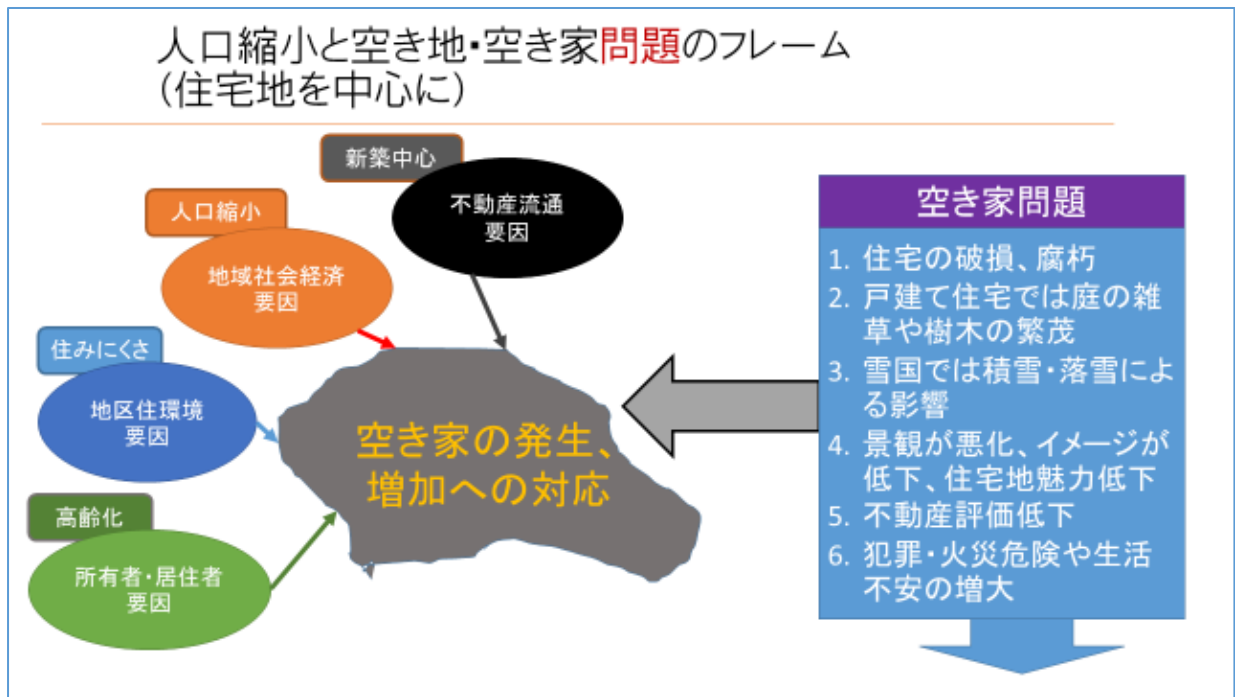 人口縮小と空き地・空き家問題のフレーム
（住宅地を中心に）
新築中心
不動産流通
要因
人口縮小
地域社会経済
要因
住みにくさ
地区住環境
要因
高齢化
所有者・居住者
要因
空き家の発生、
増加への対応
空き家問題
1. 住宅の破損、腐朽
2. 戸建て住宅では庭の雑
草や樹木の繁茂
3. 雪国では積雪・落雪によ
る影響
4. 景観が悪化、イメージが
低下、住宅地魅力低下
5. 不動産評価低下
6. 犯罪・火災危険や生活
不安の増大